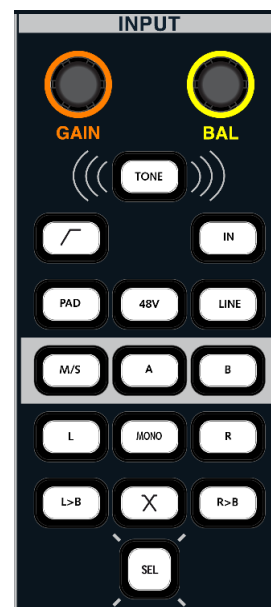 INPUT
GAIN BAL
TONE
IN
PAD 48V LINE
M/S A B
L MONO R
L>B R>B
SEL